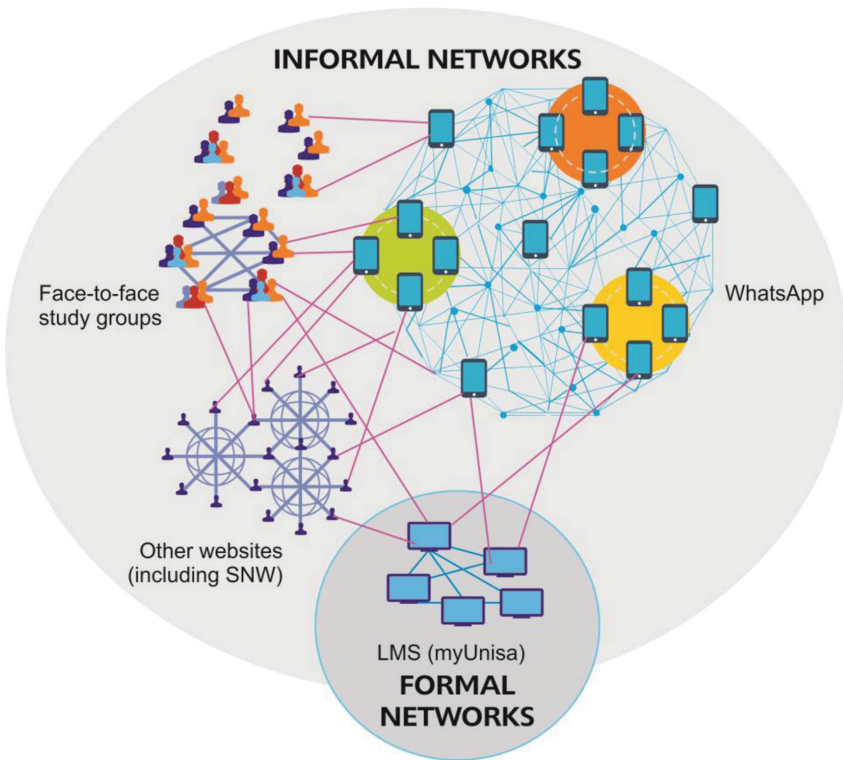 INFORMAL NETWORKS
Face-to-face
study groups
WhatsApp
Other websites
(including SNW)
LMS (myUnisa)
FORMAL
NETWORKS